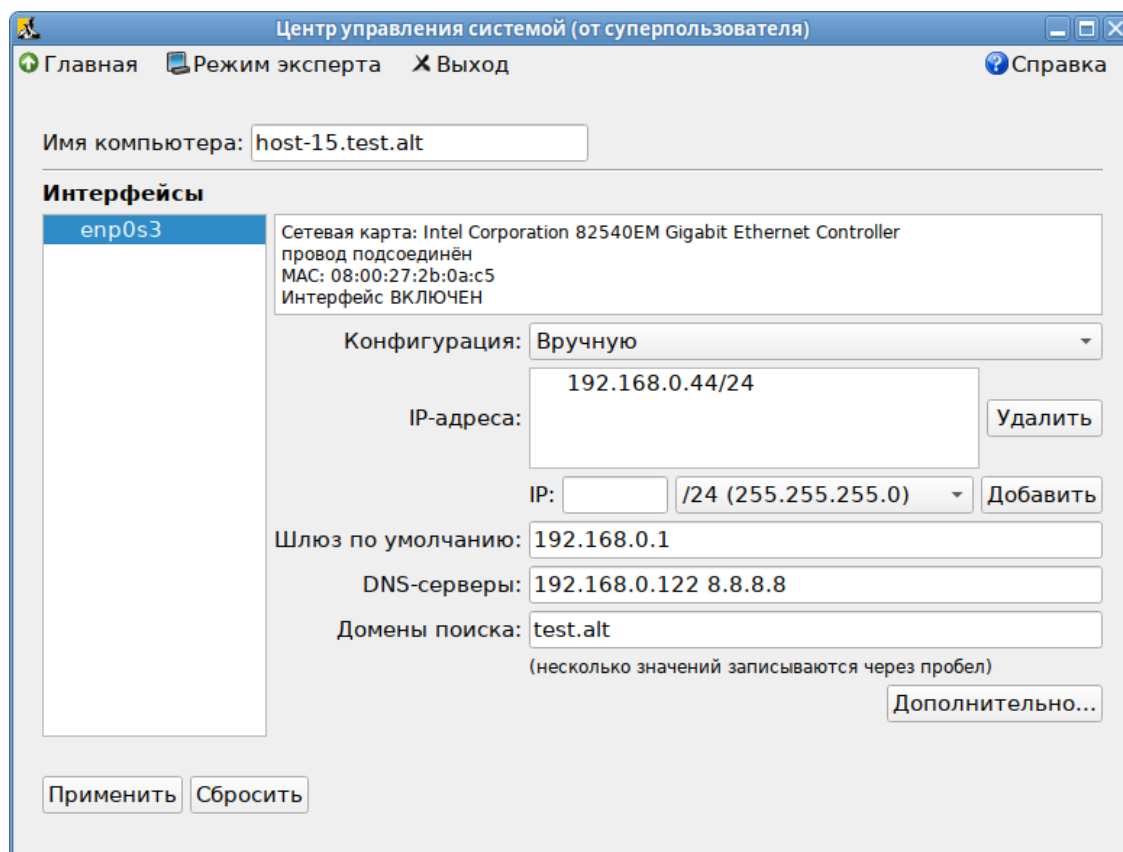 Центр управления системой (от суперпользователя)
Главная Режим эксперта Выход Справка
Имя компьютера: host-15.test.alt
Интерфейсы
enp0s3
Сетевая карта: Intel Corporation 82540EM Gigabit Ethernet Controller
провод подсоединён
MAC: 08:00:27:2b:0a:c5
Интерфейс ВКЛЮЧЕН
Конфигурация: Вручную
192.168.0.44/24
IP-адреса: Удалить
IP: /24 (255.255.255.0) Добавить
Шлюз по умолчанию: 192.168.0.1
DNS-серверы: 192.168.0.122 8.8.8.8
Домены поиска: test.alt
(несколько значений записываются через пробел)
Дополнительно...
Применить Сбросить